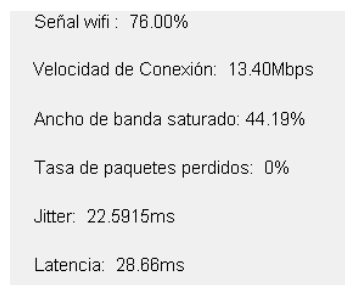 Señal wifi : 76.00%
Velocidad de Conexión: 13.40Mbps
Ancho de banda saturado: 44.19%
Tasa de paquetes perdidos: 0%
Jitter: 22.5915ms
Latencia: 28.66ms